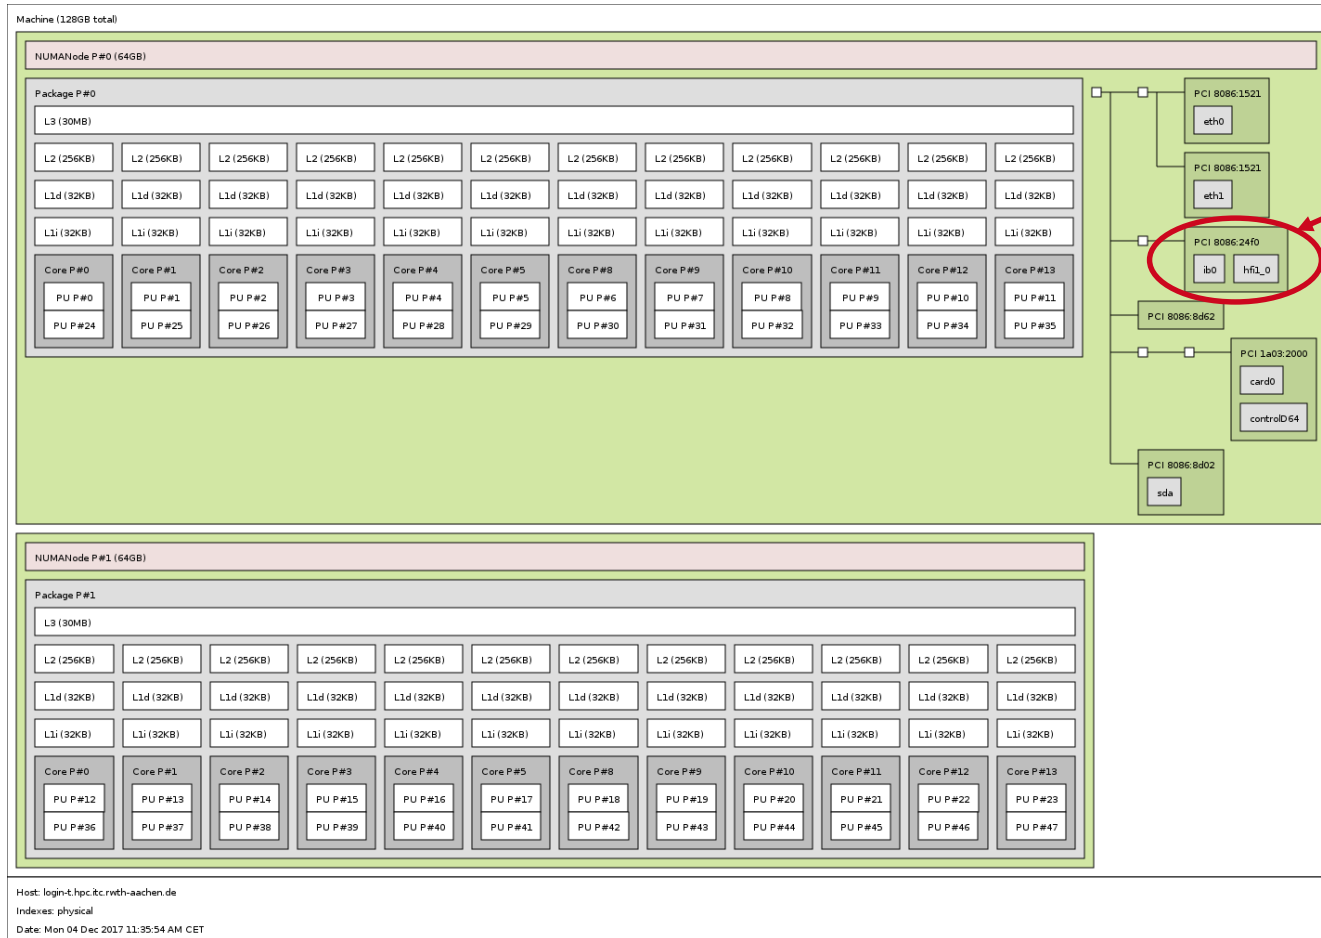 Machine (128GB total)
NUMANode P#0 (64GB)
Package P#0
L3 (30MB)
L2 (256KB) L2 (256KB) L2 (256KB) L2 (256KB) L2 (256KB) L2 (256KB) L2 (256KB) L2 (256KB) L2 (256KB) L2 (256KB) L2 (256KB) L2 (256KB)
L1d (32KB) L1d (32KB) L1d (32KB) L1d (32KB) L1d (32KB) L1d (32KB) L1d (32KB) L1d (32KB) L1d (32KB) L1d (32KB) L1d (32KB) L1d (32KB)
L1i (32KB) L1i (32KB) L1i (32KB) L1i (32KB) L1i (32KB) L1i (32KB) L1i (32KB) L1i (32KB) L1i (32KB) L1i (32KB) L1i (32KB) L1i (32KB)
Core P#0 Core P#1 Core P#2 Core P#3 Core P#4 Core P#5 Core P#8 Core P#9 Core P#10 Core P#11 Core P#12 Core P#13
PU P#0 PU P#1 PU P#2 PU P#3 PU P#4 PU P#5 PU P#6 PU P#7 PU P#8 PU P#9 PU P#10 PU P#11
PU P#24 PU P#25 PU P#26 PU P#27 PU P#28 PU P#29 PU P#30 PU P#31 PU P#32 PU P#33 PU P#34 PU P#35
PCI 8086:1521
eth0
PCI 8086:1521
eth1
PCI 8086:24f0
ib0 hfi1_0
PCI 8086:8d62
PCI 1a03:2000
card0
controlD64
PCI 8086:8d02
sda
NUMANode P#1 (64GB)
Package P#1
L3 (30MB)
L2 (256KB) L2 (256KB) L2 (256KB) L2 (256KB) L2 (256KB) L2 (256KB) L2 (256KB) L2 (256KB) L2 (256KB) L2 (256KB) L2 (256KB) L2 (256KB)
L1d (32KB) L1d (32KB) L1d (32KB) L1d (32KB) L1d (32KB) L1d (32KB) L1d (32KB) L1d (32KB) L1d (32KB) L1d (32KB) L1d (32KB) L1d (32KB)
L1i (32KB) L1i (32KB) L1i (32KB) L1i (32KB) L1i (32KB) L1i (32KB) L1i (32KB) L1i (32KB) L1i (32KB) L1i (32KB) L1i (32KB) L1i (32KB)
Core P#0 Core P#1 Core P#2 Core P#3 Core P#4 Core P#5 Core P#8 Core P#9 Core P#10 Core P#11 Core P#12 Core P#13
PU P#12 PU P#13 PU P#14 PU P#15 PU P#16 PU P#17 PU P#18 PU P#19 PU P#20 PU P#21 PU P#22 PU P#23
PU P#36 PU P#37 PU P#38 PU P#39 PU P#40 PU P#41 PU P#42 PU P#43 PU P#44 PU P#45 PU P#46 PU P#47
Host: login-t.hpc.itc.rwth-aachen.de
Indexes: physical
Date: Mon 04 Dec 2017 11:35:54 AM CET